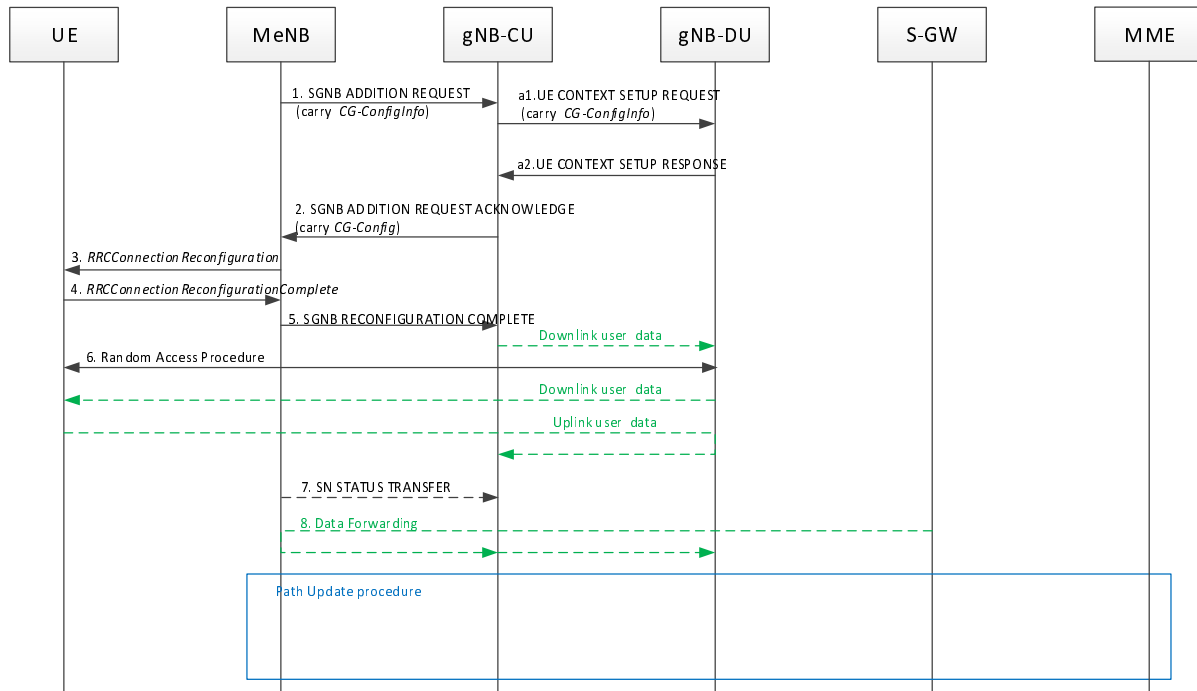 UE
MeNB
gNB-CU
gNB-DU
S-GW
MME
1. SGNB ADDITION REQUEST
(carry CG-ConfigInfo)
a1.UE CONTEXT SETUP REQUEST
(carry CG-ConfigInfo)
a2.UE CONTEXT SETUP RESPONSE
2. SGNB ADDITION REQUEST ACKNOWLEDGE
(carry CG-Config)
3. RRCConnectionReconfiguration
4. RRCConnectionReconfigurationComplete
5. SGNB RECONFIGURATION COMPLETE
Downlink user data
6. Random Access Procedure
Downlink user data
Uplink user data
7. SN STATUS TRANSFER
8. Data Forwarding
Path Update procedure